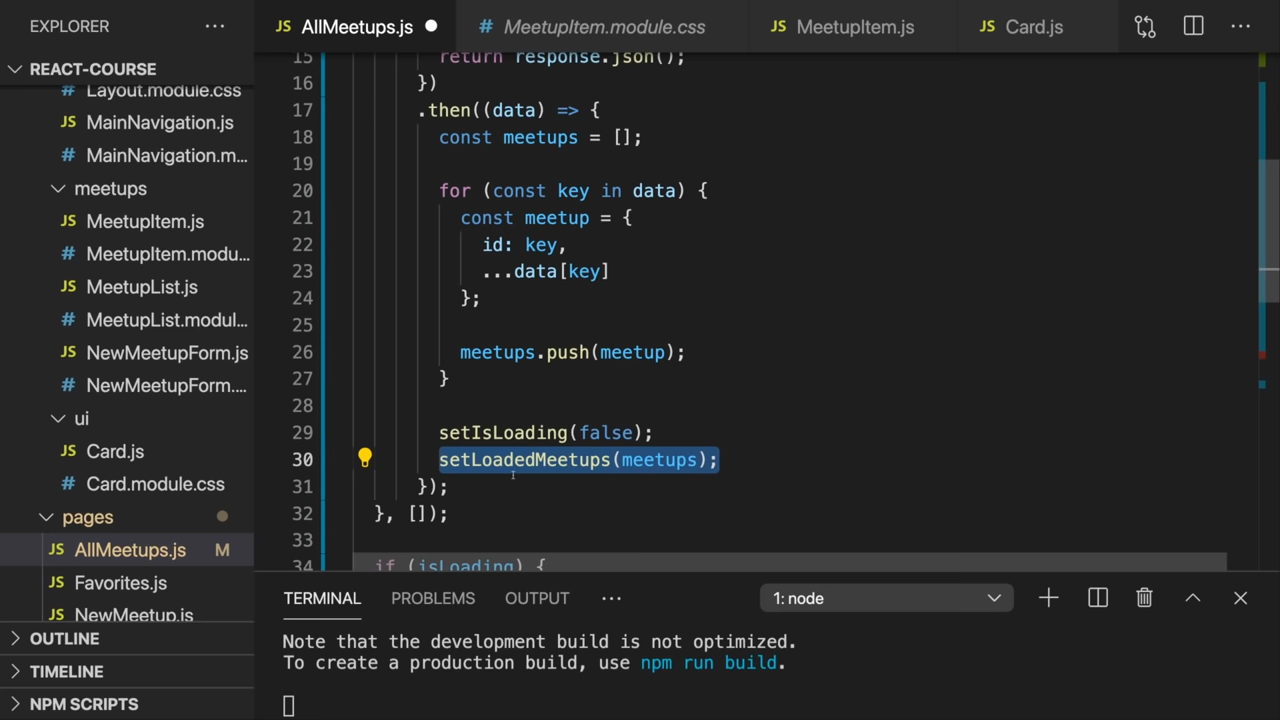 EXPLORER ...
REACT-COURSE
# Layout.module.css
JS MainNavigation.js
# MainNavigation.m...
meetups
JS MeetupItem.js
# MeetupItem.modu...
JS MeetupList.js
# MeetupList.modul...
JS NewMeetupForm.js
# NewMeetupForm....
ui
JS Card.js
# Card.module.css
pages
JS AllMeetups.js M
JS Favorites.js
JS NewMeetup.js
OUTLINE
TIMELINE
NPM SCRIPTS
JS AllMeetups.js
# MeetupItem.module.css
JS MeetupItem.js
JS Card.js
...
15 return response.json();
16 })
17 .then((data) => {
18 const meetups = [];
19
20 for (const key in data) {
21 const meetup = {
22 id: key,
23 ...data[key]
24 };
25
26 meetups.push(meetup);
27 }
28
29 setIsLoading(false);
30 setLoadedMeetups(meetups);
31 });
32 }, []);
33
34 if (isLoading) {
TERMINAL PROBLEMS OUTPUT ... 1: node
Note that the development build is not optimized.
To create a production build, use npm run build.